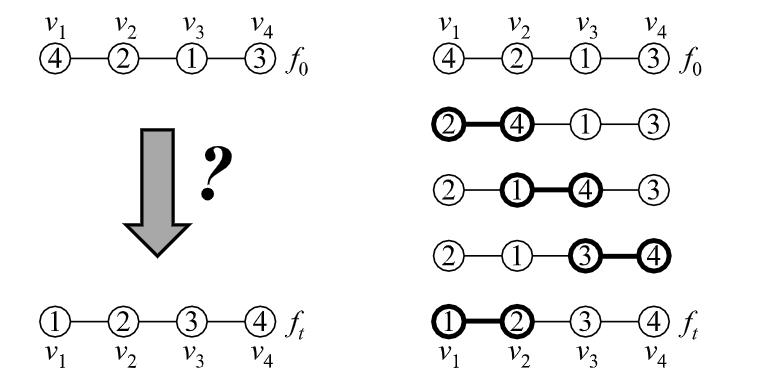 v₁ v₂ v₃ v₄
4 2 1 3 f₀
?
1 2 3 4 fₜ
v₁ v₂ v₃ v₄
v₁ v₂ v₃ v₄
4 2 1 3 f₀
2 4 1 3
2 1 4 3
2 1 3 4
1 2 3 4 fₜ
v₁ v₂ v₃ v₄